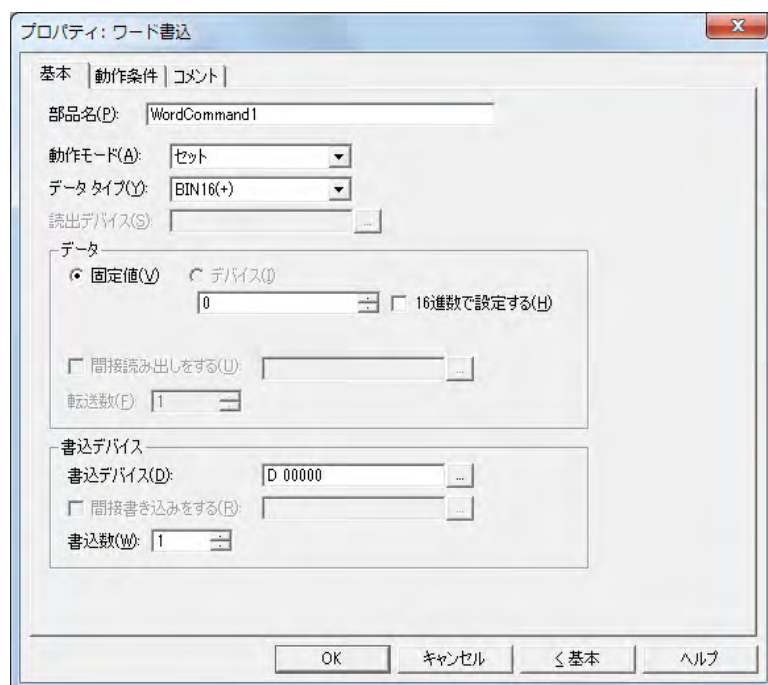 プロパティ: ワード書込
基本 動作条件 コメント
部品名(P): WordCommand1
動作モード(A): セット
データ タイプ(Y): BIN16(+)
読出デバイス(S): ...
データ
固定値(V) デバイス(I)
0 16進数で設定する(H)
間接読み出しをする(U): ...
転送数(F): 1
書込デバイス
書込デバイス(D): D 00000 ...
間接書き込みをする(R): ...
書込数(W): 1
OK キャンセル < 基本 ヘルプ